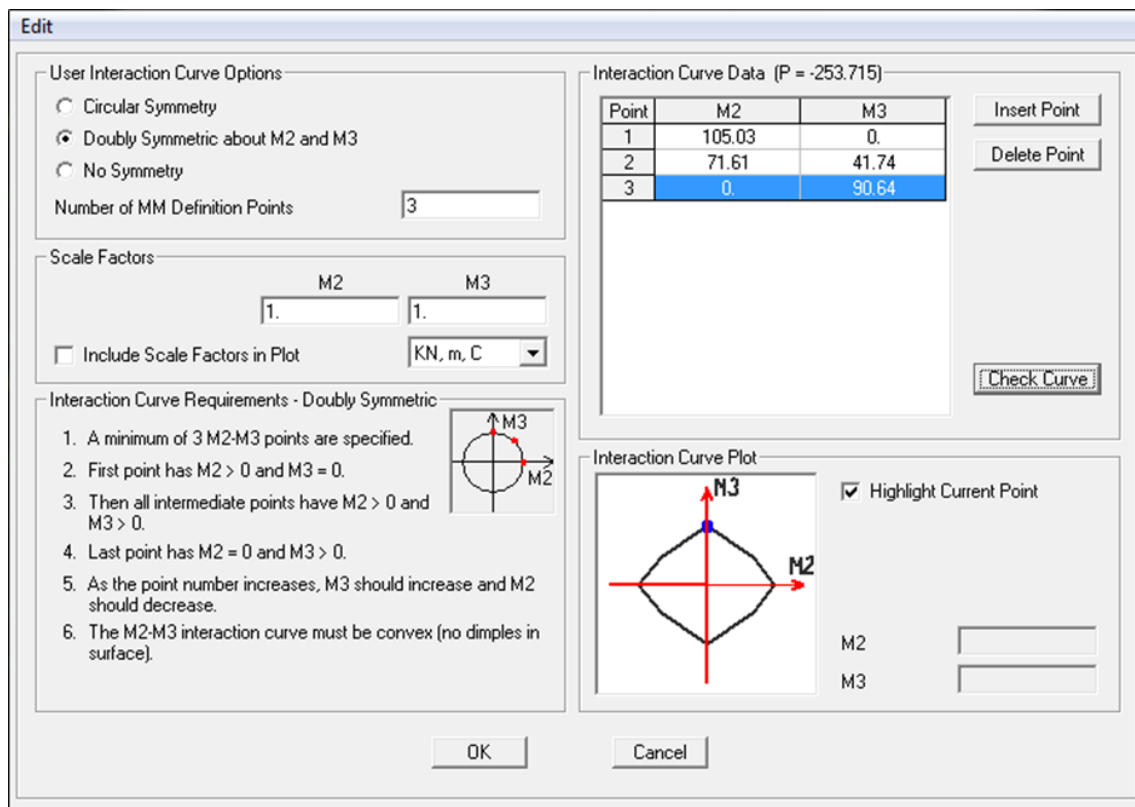 Edit
User Interaction Curve Options
Circular Symmetry
Doubly Symmetric about M2 and M3
No Symmetry
Number of MM Definition Points 3
Scale Factors
M2 M3
1. 1.
Include Scale Factors in Plot KN, m, C
Interaction Curve Requirements - Doubly Symmetric
1. A minimum of 3 M2-M3 points are specified.
2. First point has M2 > 0 and M3 = 0.
3. Then all intermediate points have M2 > 0 and
M3 > 0.
4. Last point has M2 = 0 and M3 > 0.
5. As the point number increases, M3 should increase and M2
should decrease.
6. The M2-M3 interaction curve must be convex (no dimples in
surface).
M3
M2
Interaction Curve Data (P = -253.715)
Point M2 M3
1 105.03 0.
2 71.61 41.74
3 0. 90.64
Insert Point
Delete Point
Check Curve
Interaction Curve Plot
M3
M2
Highlight Current Point
M2
M3
OK Cancel